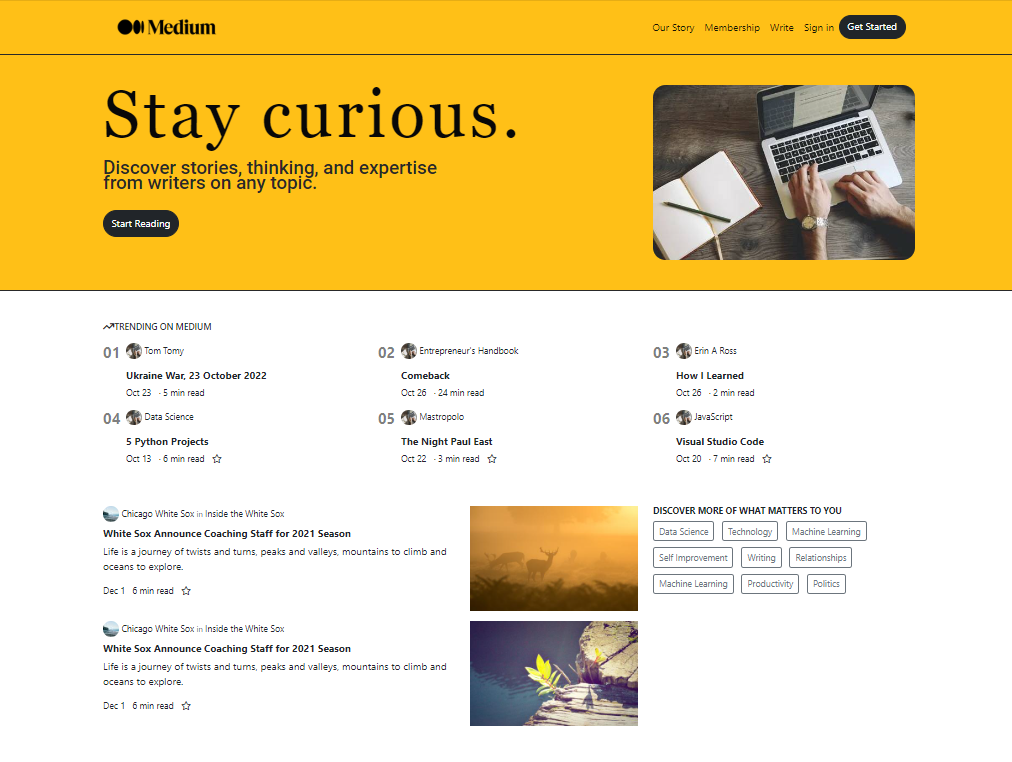 Medium
Our Story Membership Write Sign in Get Started
Stay curious.
Discover stories, thinking, and expertise
from writers on any topic.
Start Reading
TRENDING ON MEDIUM
01 Tom Tomy
Ukraine War, 23 October 2022
Oct 23 · 5 min read
02 Entrepreneur's Handbook
Comeback
Oct 26 · 24 min read
03 Erin A Ross
How I Learned
Oct 26 · 2 min read
04 Data Science
5 Python Projects
Oct 13 · 6 min read
05 Mastropolo
The Night Paul East
Oct 22 · 3 min read
06 JavaScript
Visual Studio Code
Oct 20 · 7 min read
Chicago White Sox in Inside the White Sox
White Sox Announce Coaching Staff for 2021 Season
Life is a journey of twists and turns, peaks and valleys, mountains to climb and
oceans to explore.
Dec 1 6 min read
Chicago White Sox in Inside the White Sox
White Sox Announce Coaching Staff for 2021 Season
Life is a journey of twists and turns, peaks and valleys, mountains to climb and
oceans to explore.
Dec 1 6 min read
DISCOVER MORE OF WHAT MATTERS TO YOU
Data Science Technology Machine Learning
Self Improvement Writing Relationships
Machine Learning Productivity Politics